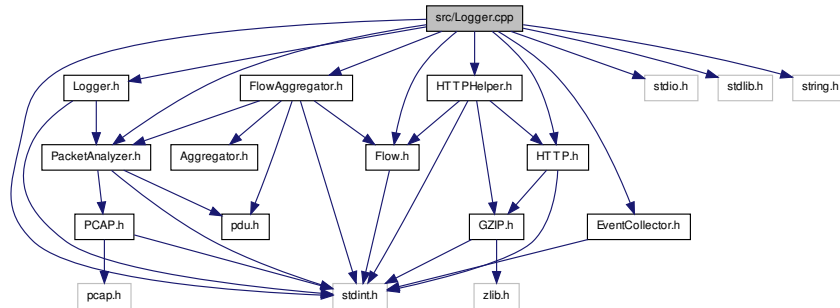 src/Logger.cpp
Logger.h
FlowAggregator.h
HTTPHelper.h
stdio.h
stdlib.h
string.h
PacketAnalyzer.h
Aggregator.h
Flow.h
HTTP.h
PCAP.h
pdu.h
GZIP.h
EventCollector.h
pcap.h
stdint.h
zlib.h